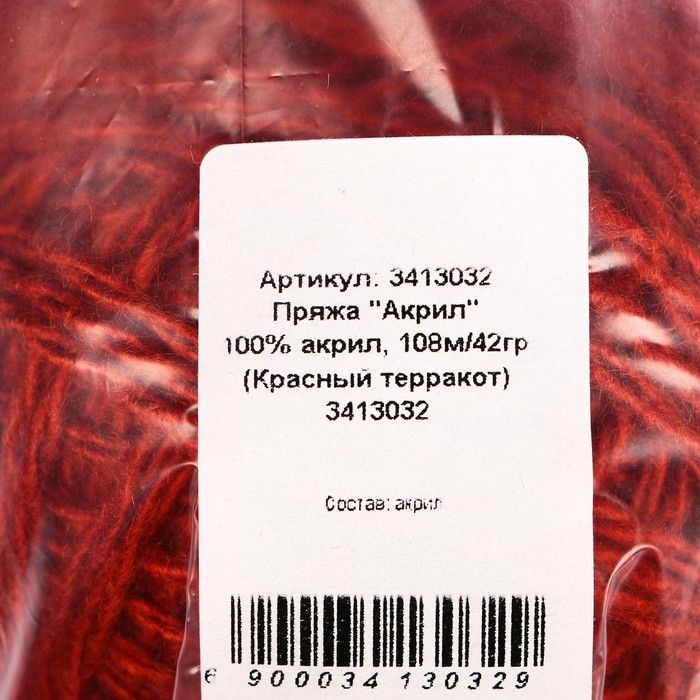 Артикул: 3413032
Пряжа "Акрил"
100% акрил, 108м/42гр
(Красный терракот)
3413032
Состав: акрил
6 900034 130329